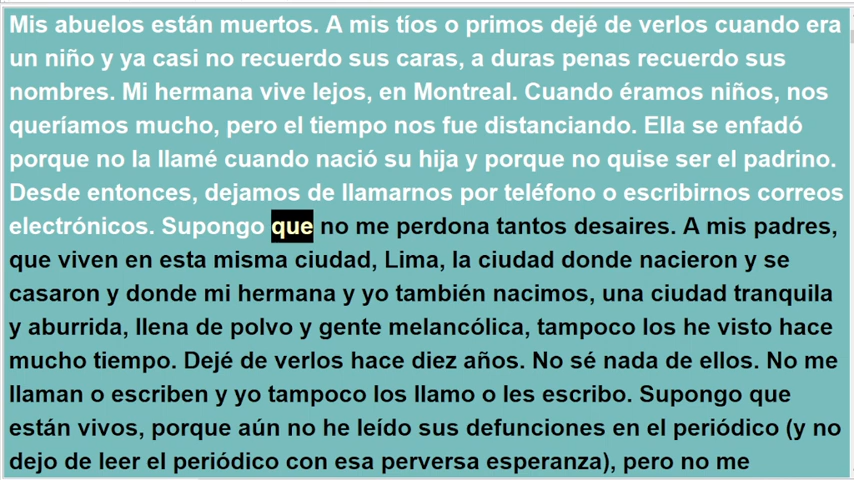 Mis abuelos están muertos. A mis tíos o primos dejé de verlos cuando era
un niño y ya casi no recuerdo sus caras, a duras penas recuerdo sus
nombres. Mi hermana vive lejos, en Montreal. Cuando éramos niños, nos
queríamos mucho, pero el tiempo nos fue distanciando. Ella se enfadó
porque no la llamé cuando nació su hija y porque no quise ser el padrino.
Desde entonces, dejamos de llamarnos por teléfono o escribirnos correos
electrónicos. Supongo que no me perdona tantos desaires. A mis padres,
que viven en esta misma ciudad, Lima, la ciudad donde nacieron y se
casaron y donde mi hermana y yo también nacimos, una ciudad tranquila
y aburrida, llena de polvo y gente melancólica, tampoco los he visto hace
mucho tiempo. Dejé de verlos hace diez años. No sé nada de ellos. No me
llaman o escriben y yo tampoco los llamo o les escribo. Supongo que
están vivos, porque aún no he leído sus defunciones en el periódico (y no
dejo de leer el periódico con esa perversa esperanza), pero no me